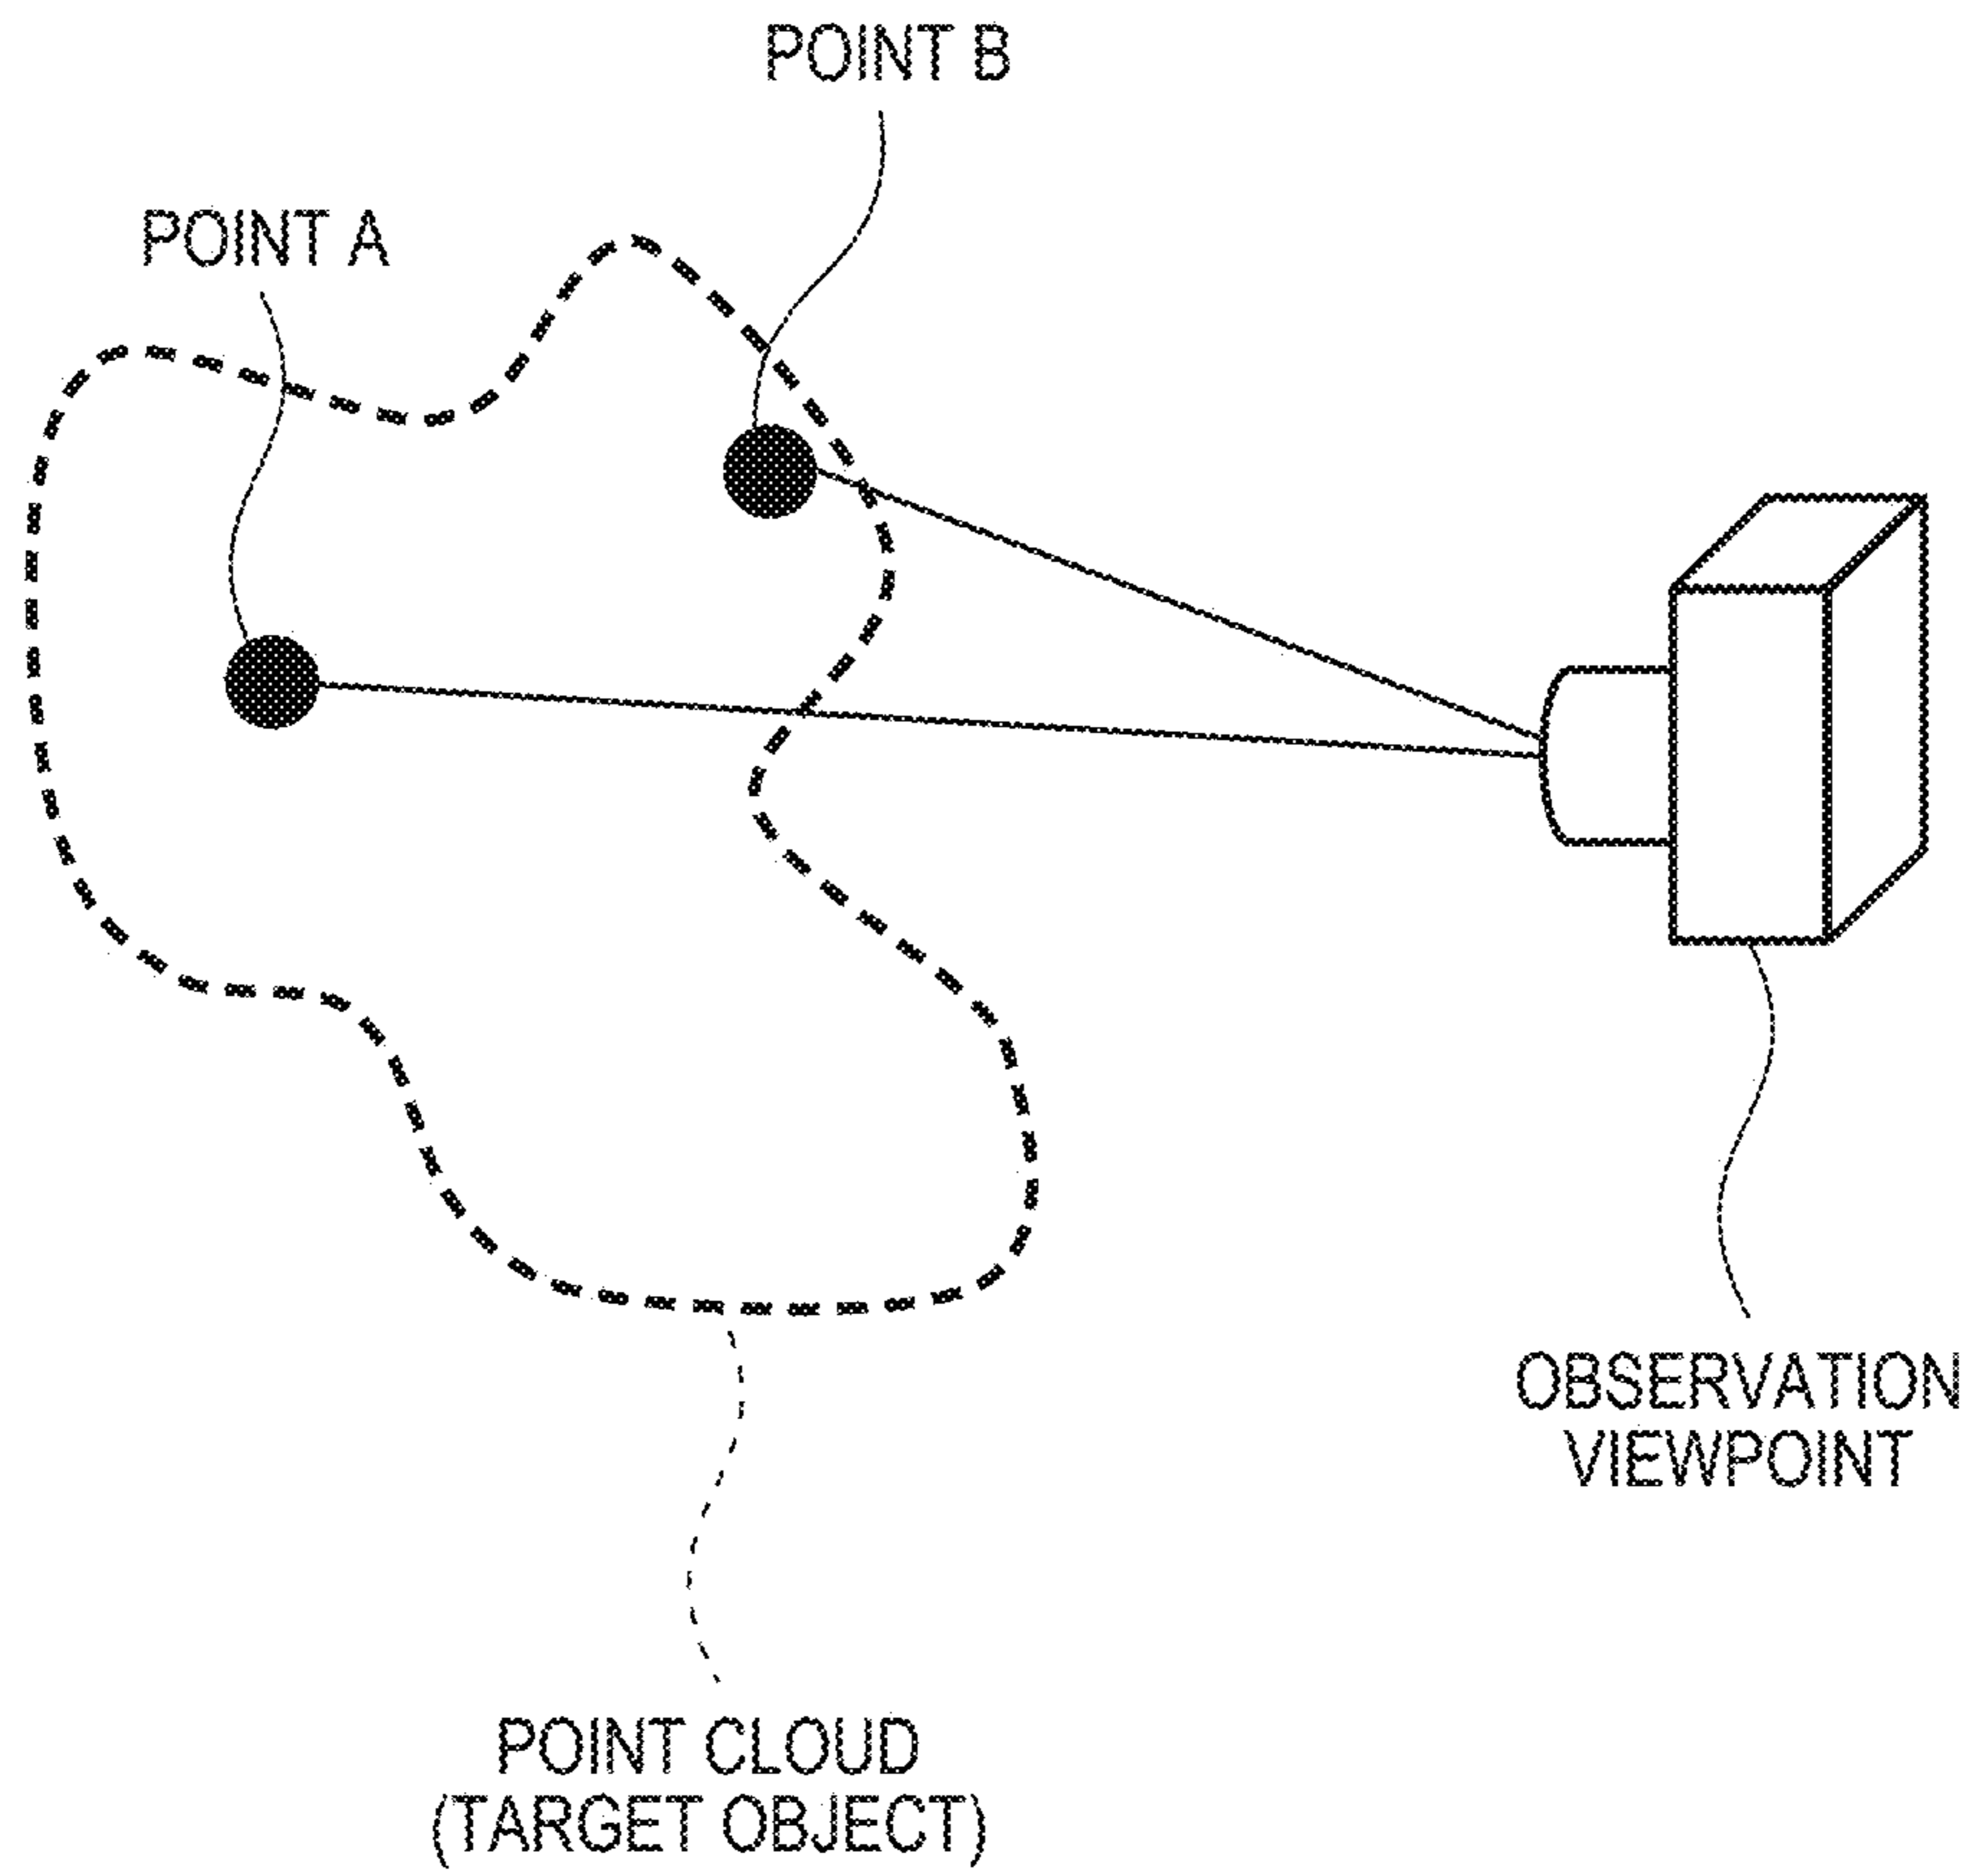 POINT B
POINT A
OBSERVATION
VIEWPOINT
POINT CLOUD
(TARGET OBJECT)